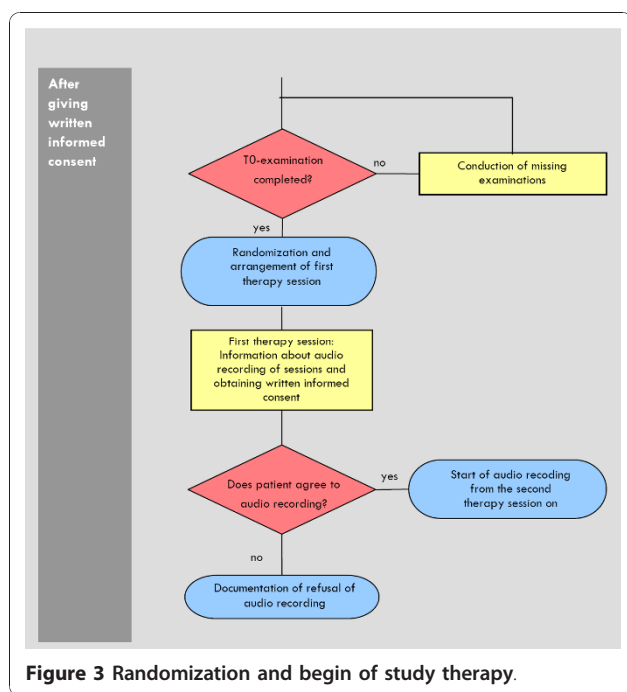 After
giving
written
informed
consent
T0-examination
completed?
no
Conduction of missing
examinations
yes
Randomization and
arrangement of first
therapy session
First therapy session:
Information about audio
recording of sessions and
obtaining written informed
consent
Does patient agree to
audio recording?
yes
Start of audio recoding
from the second
therapy session on
no
Documentation of refusal of
audio recording
Figure 3 Randomization and begin of study therapy.